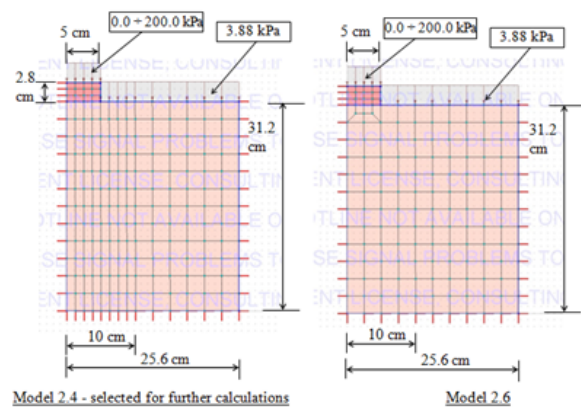 5 cm
0.0 ÷ 200.0 kPa
3.88 kPa
2.8
cm
31.2
cm
10 cm
25.6 cm
Model 2.4 - selected for further calculations
5 cm
0.0 ÷ 200.0 kPa
3.88 kPa
31.2
cm
10 cm
25.6 cm
Model 2.6